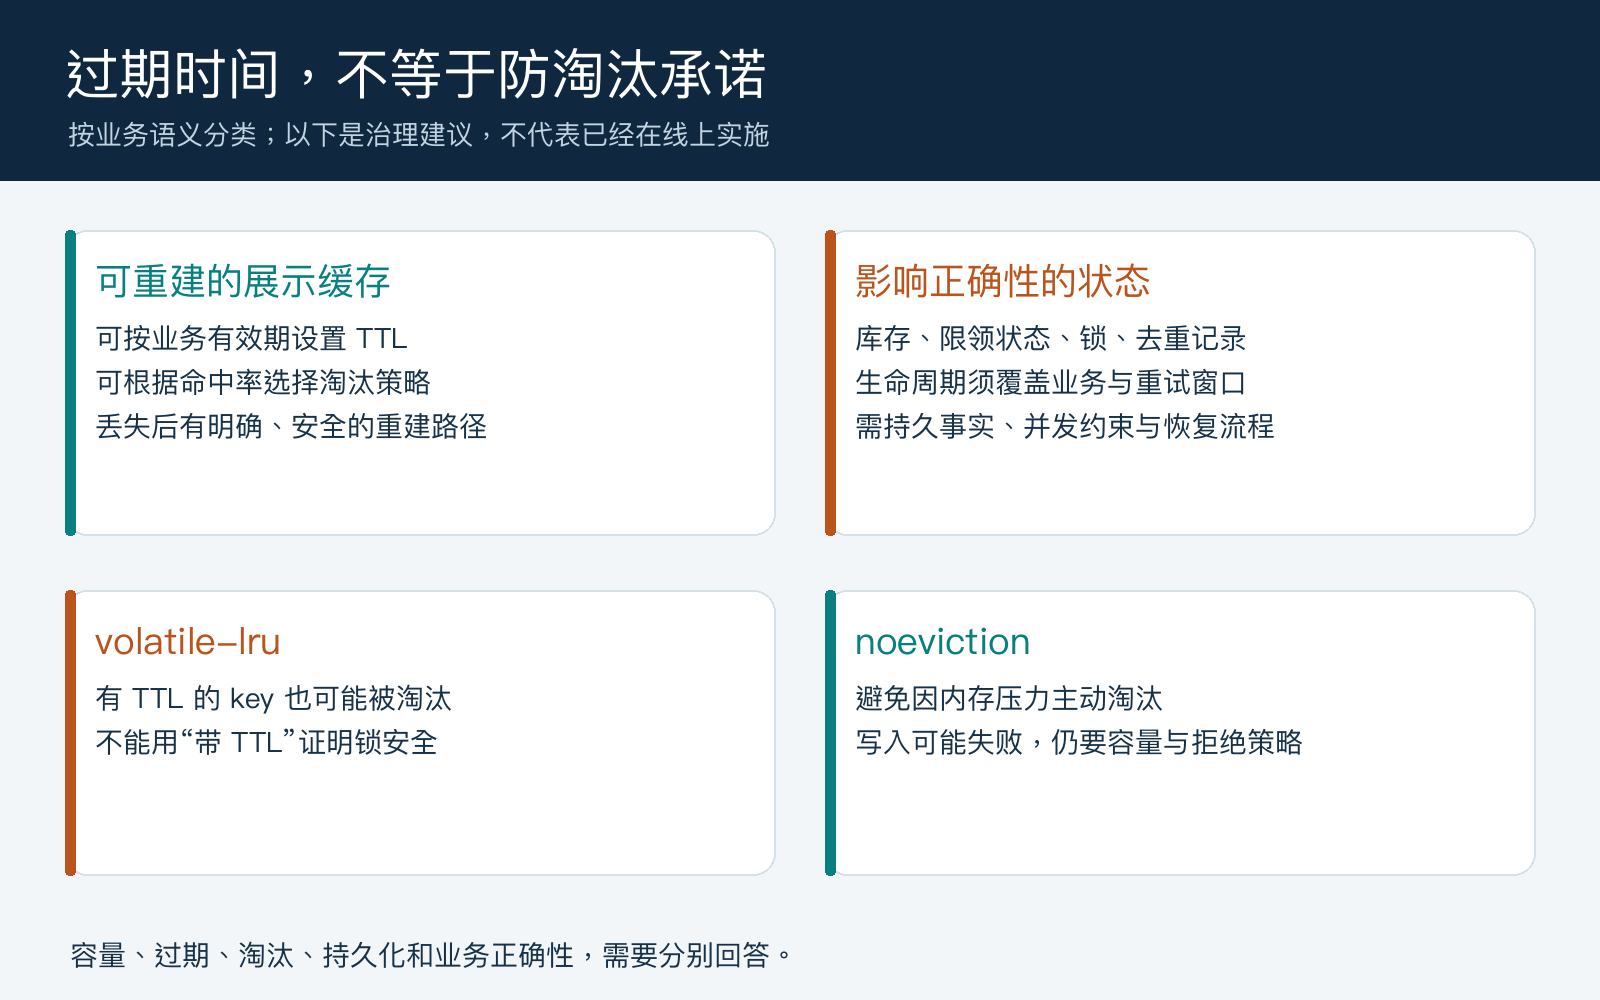 过期时间，不等于防淘汰承诺
按业务语义分类；以下是治理建议，不代表已经在线上实施
可重建的展示缓存
可按业务有效期设置 TTL
可根据命中率选择淘汰策略
丢失后有明确、安全的重建路径
影响正确性的状态
库存、限领状态、锁、去重记录
生命周期须覆盖业务与重试窗口
需持久事实、并发约束与恢复流程
volatile-lru
有 TTL 的 key 也可能被淘汰
不能用“带 TTL”证明锁安全
noeviction
避免因内存压力主动淘汰
写入可能失败，仍要容量与拒绝策略
容量、过期、淘汰、持久化和业务正确性，需要分别回答。